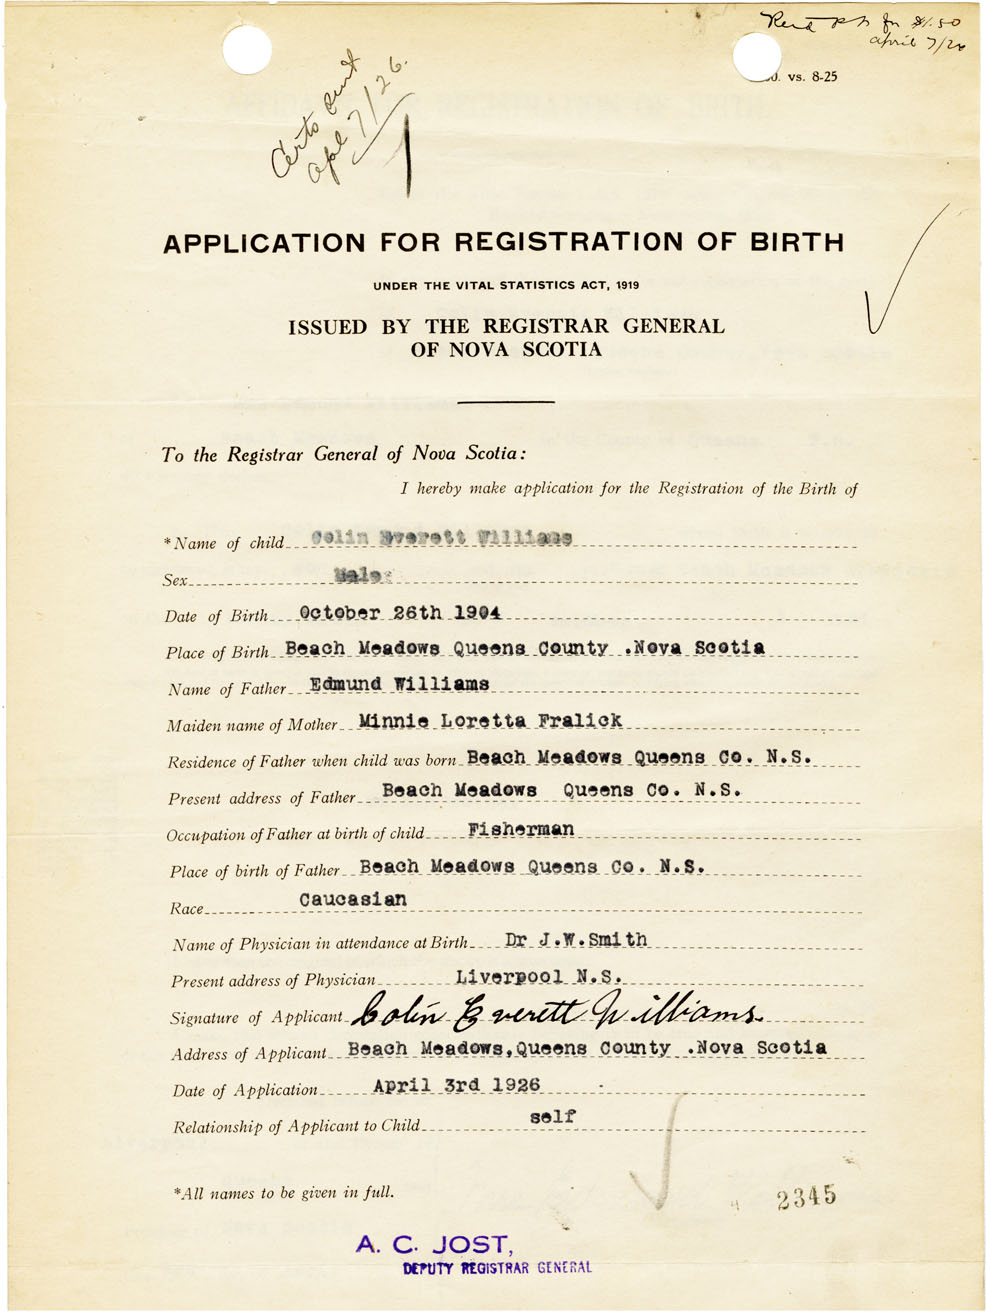 Recd P.N. for $1.50
April 7/26
vs. 8-25
Certs sent
Apl 7/26.
APPLICATION FOR REGISTRATION OF BIRTH
UNDER THE VITAL STATISTICS ACT, 1919
ISSUED BY THE REGISTRAR GENERAL
OF NOVA SCOTIA
To the Registrar General of Nova Scotia:
I hereby make application for the Registration of the Birth of
*Name of child Colin Everett Williams
Sex Male
Date of Birth October 26th 1904
Place of Birth Beach Meadows Queens County .Nova Scotia
Name of Father Edmund Williams
Maiden name of Mother Minnie Loretta Fralick
Residence of Father when child was born Beach Meadows Queens Co. N.S.
Present address of Father Beach Meadows Queens Co. N.S.
Occupation of Father at birth of child Fisherman
Place of birth of Father Beach Meadows Queens Co. N.S.
Race Caucasian
Name of Physician in attendance at Birth Dr J.W.Smith
Present address of Physician Liverpool N.S.
Signature of Applicant Colin Everett Williams.
Address of Applicant Beach Meadows,Queens County .Nova Scotia
Date of Application April 3rd 1926
Relationship of Applicant to Child self
*All names to be given in full.
2345
A. C. JOST,
DEPUTY REGISTRAR GENERAL